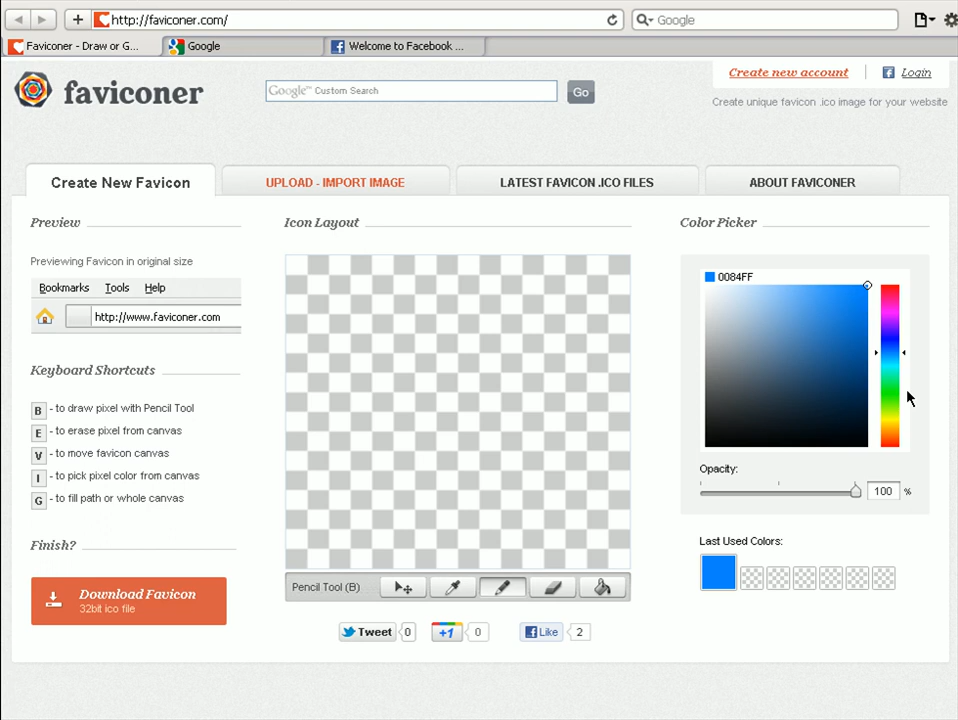 http://faviconer.com/
Google
Faviconer - Draw or G...
Google
Welcome to Facebook ...
faviconer
Google™ Custom Search
Go
Create new account
Login
Create unique favicon .ico image for your website
Create New Favicon
UPLOAD - IMPORT IMAGE
LATEST FAVICON .ICO FILES
ABOUT FAVICONER
Preview
Previewing Favicon in original size
Bookmarks Tools Help
http://www.faviconer.com
Keyboard Shortcuts
B - to draw pixel with Pencil Tool
E - to erase pixel from canvas
V - to move favicon canvas
I - to pick pixel color from canvas
G - to fill path or whole canvas
Finish?
Download Favicon
32bit ico file
Icon Layout
Pencil Tool (B)
Tweet 0
+1 0
Like 2
Color Picker
0084FF
Opacity:
100 %
Last Used Colors: